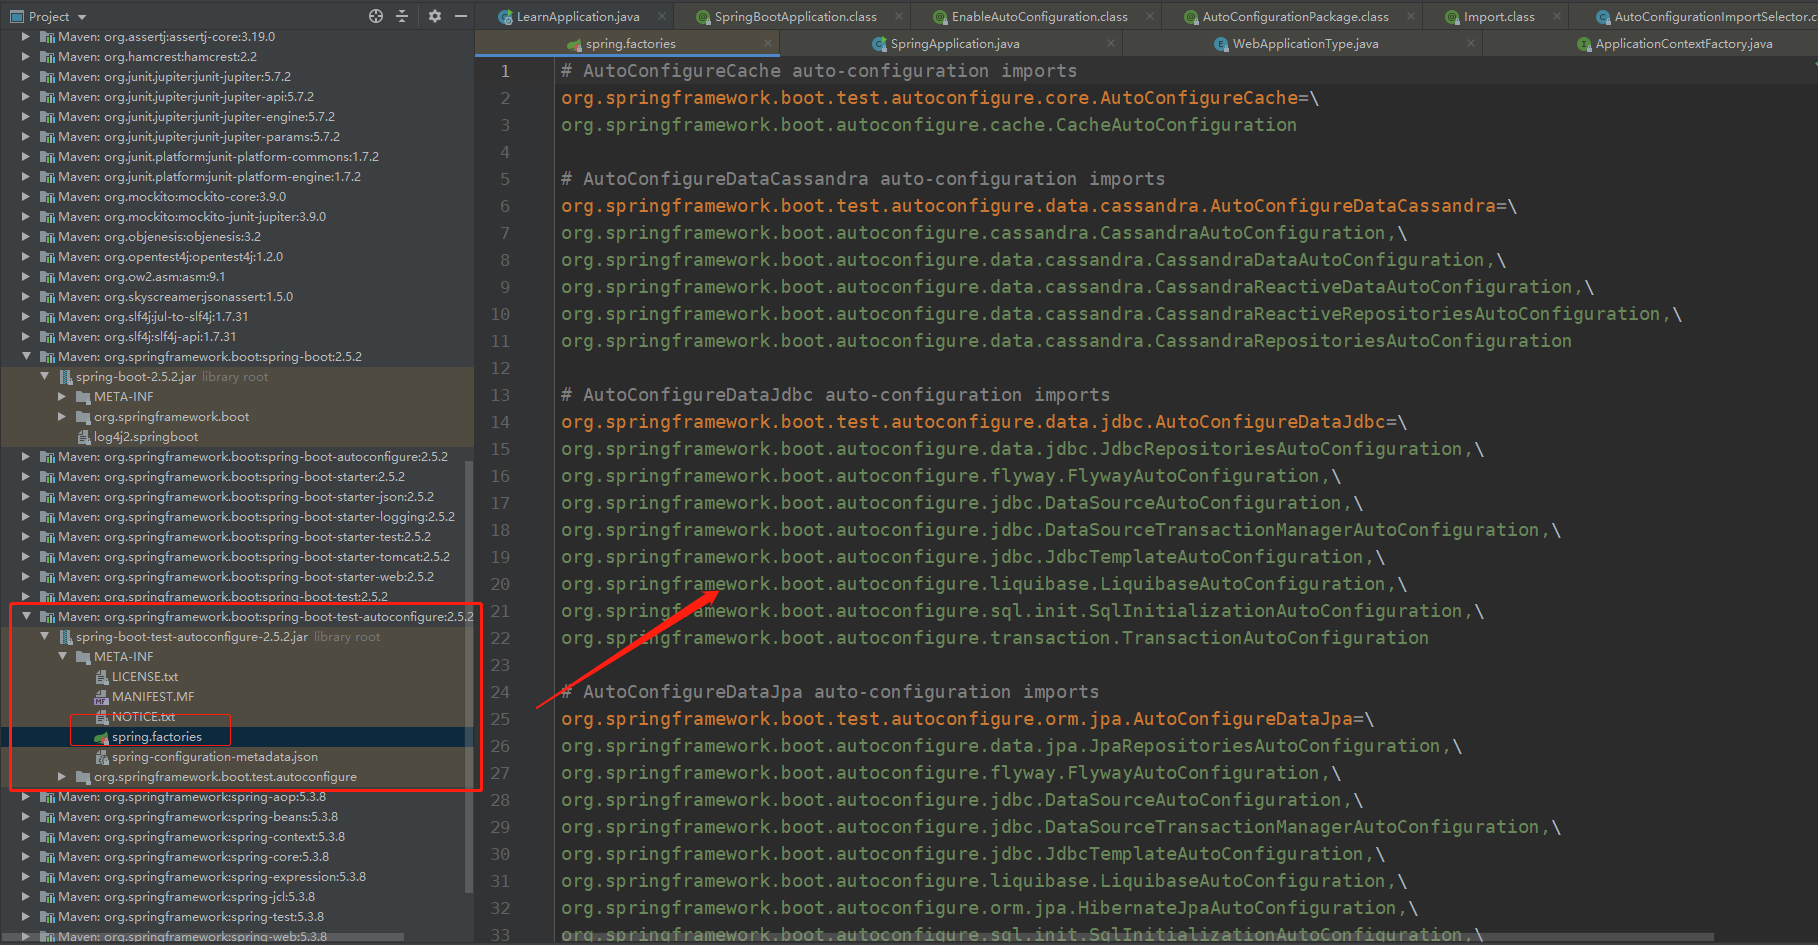 Project
LearnApplication.java
SpringBootApplication.class
EnableAutoConfiguration.class
AutoConfigurationPackage.class
Import.class
AutoConfigurationImportSelector.c
spring.factories
SpringApplication.java
WebApplicationType.java
ApplicationContextFactory.java
Maven: org.assertj:assertj-core:3.19.0
Maven: org.hamcrest:hamcrest:2.2
Maven: org.junit.jupiter:junit-jupiter:5.7.2
Maven: org.junit.jupiter:junit-jupiter-api:5.7.2
Maven: org.junit.jupiter:junit-jupiter-engine:5.7.2
Maven: org.junit.jupiter:junit-jupiter-params:5.7.2
Maven: org.junit.platform:junit-platform-commons:1.7.2
Maven: org.junit.platform:junit-platform-engine:1.7.2
Maven: org.mockito:mockito-core:3.9.0
Maven: org.mockito:mockito-junit-jupiter:3.9.0
Maven: org.objenesis:objenesis:3.2
Maven: org.opentest4j:opentest4j:1.2.0
Maven: org.ow2.asm:asm:9.1
Maven: org.skyscreamer:jsonassert:1.5.0
Maven: org.slf4j:jul-to-slf4j:1.7.31
Maven: org.slf4j:slf4j-api:1.7.31
Maven: org.springframework.boot:spring-boot:2.5.2
spring-boot-2.5.2.jar library root
META-INF
org.springframework.boot
log4j2.springboot
Maven: org.springframework.boot:spring-boot-autoconfigure:2.5.2
Maven: org.springframework.boot:spring-boot-starter:2.5.2
Maven: org.springframework.boot:spring-boot-starter-json:2.5.2
Maven: org.springframework.boot:spring-boot-starter-logging:2.5.2
Maven: org.springframework.boot:spring-boot-starter-test:2.5.2
Maven: org.springframework.boot:spring-boot-starter-tomcat:2.5.2
Maven: org.springframework.boot:spring-boot-starter-web:2.5.2
Maven: org.springframework.boot:spring-boot-test:2.5.2
Maven: org.springframework.boot:spring-boot-test-autoconfigure:2.5.2
spring-boot-test-autoconfigure-2.5.2.jar library root
META-INF
LICENSE.txt
MANIFEST.MF
NOTICE.txt
spring.factories
spring-configuration-metadata.json
org.springframework.boot.test.autoconfigure
Maven: org.springframework:spring-aop:5.3.8
Maven: org.springframework:spring-beans:5.3.8
Maven: org.springframework:spring-context:5.3.8
Maven: org.springframework:spring-core:5.3.8
Maven: org.springframework:spring-expression:5.3.8
Maven: org.springframework:spring-jcl:5.3.8
Maven: org.springframework:spring-test:5.3.8
Maven: org.springframework:spring-web:5.3.8
1 # AutoConfigureCache auto-configuration imports
2 org.springframework.boot.test.autoconfigure.core.AutoConfigureCache=\
3 org.springframework.boot.autoconfigure.cache.CacheAutoConfiguration
4
5 # AutoConfigureDataCassandra auto-configuration imports
6 org.springframework.boot.test.autoconfigure.data.cassandra.AutoConfigureDataCassandra=\
7 org.springframework.boot.autoconfigure.cassandra.CassandraAutoConfiguration,\
8 org.springframework.boot.autoconfigure.data.cassandra.CassandraDataAutoConfiguration,\
9 org.springframework.boot.autoconfigure.data.cassandra.CassandraReactiveDataAutoConfiguration,\
10 org.springframework.boot.autoconfigure.data.cassandra.CassandraReactiveRepositoriesAutoConfiguration,\
11 org.springframework.boot.autoconfigure.data.cassandra.CassandraRepositoriesAutoConfiguration
12
13 # AutoConfigureDataJdbc auto-configuration imports
14 org.springframework.boot.test.autoconfigure.data.jdbc.AutoConfigureDataJdbc=\
15 org.springframework.boot.autoconfigure.data.jdbc.JdbcRepositoriesAutoConfiguration,\
16 org.springframework.boot.autoconfigure.flyway.FlywayAutoConfiguration,\
17 org.springframework.boot.autoconfigure.jdbc.DataSourceAutoConfiguration,\
18 org.springframework.boot.autoconfigure.jdbc.DataSourceTransactionManagerAutoConfiguration,\
19 org.springframework.boot.autoconfigure.jdbc.JdbcTemplateAutoConfiguration,\
20 org.springframework.boot.autoconfigure.liquibase.LiquibaseAutoConfiguration,\
21 org.springframework.boot.autoconfigure.sql.init.SqlInitializationAutoConfiguration,\
22 org.springframework.boot.autoconfigure.transaction.TransactionAutoConfiguration
23
24 # AutoConfigureDataJpa auto-configuration imports
25 org.springframework.boot.test.autoconfigure.orm.jpa.AutoConfigureDataJpa=\
26 org.springframework.boot.autoconfigure.data.jpa.JpaRepositoriesAutoConfiguration,\
27 org.springframework.boot.autoconfigure.flyway.FlywayAutoConfiguration,\
28 org.springframework.boot.autoconfigure.jdbc.DataSourceAutoConfiguration,\
29 org.springframework.boot.autoconfigure.jdbc.DataSourceTransactionManagerAutoConfiguration,\
30 org.springframework.boot.autoconfigure.jdbc.JdbcTemplateAutoConfiguration,\
31 org.springframework.boot.autoconfigure.liquibase.LiquibaseAutoConfiguration,\
32 org.springframework.boot.autoconfigure.orm.jpa.HibernateJpaAutoConfiguration,\
33 org.springframework.boot.autoconfigure.sql.init.SqlInitializationAutoConfiguration,\